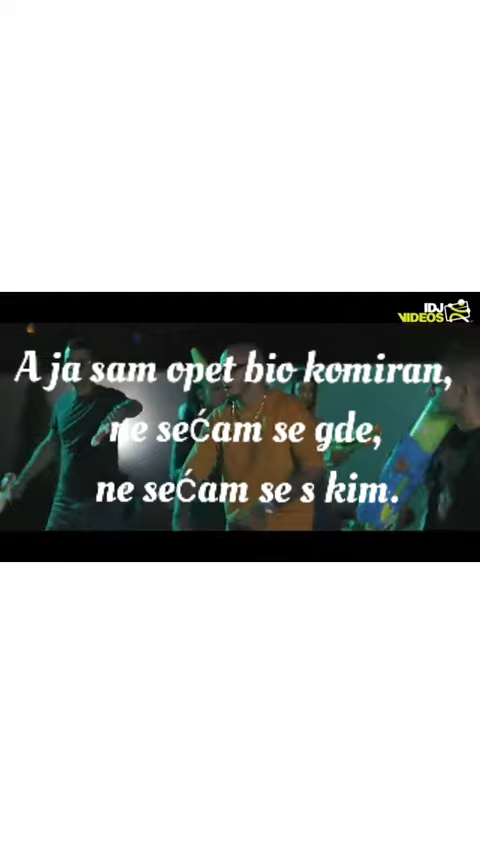 IDJ
VIDEOS
A ja sam opet bio komiran,
ne sećam se gde,
ne sećam se s kim.